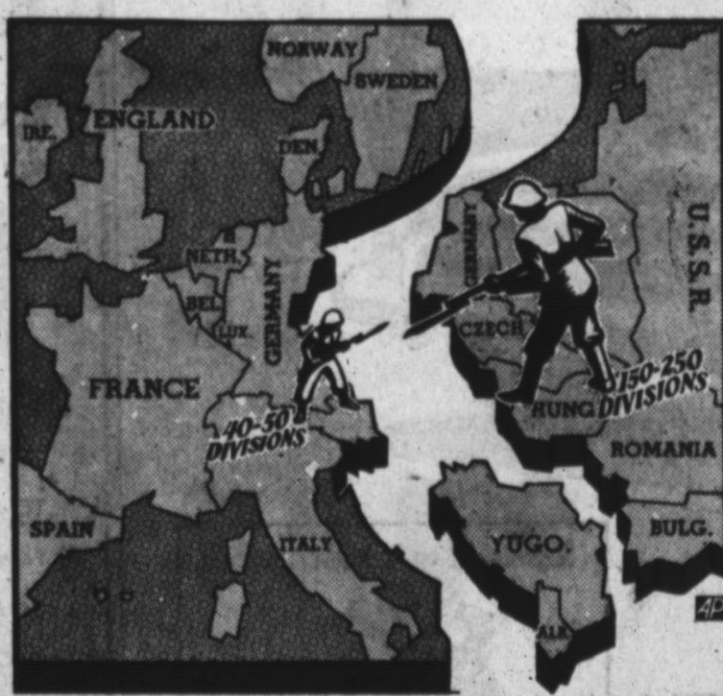 NORWAY
SWEDEN
IRE.
ENGLAND
DEN.
NETH.
BEL.
LUX.
GERMANY
FRANCE
40-50
DIVISIONS
SPAIN
ITALY
GERMANY
U.S.S.R.
CZECH.
150-250
HUNG. DIVISIONS
ROMANIA
YUGO.
BULG.
ALB.
AP